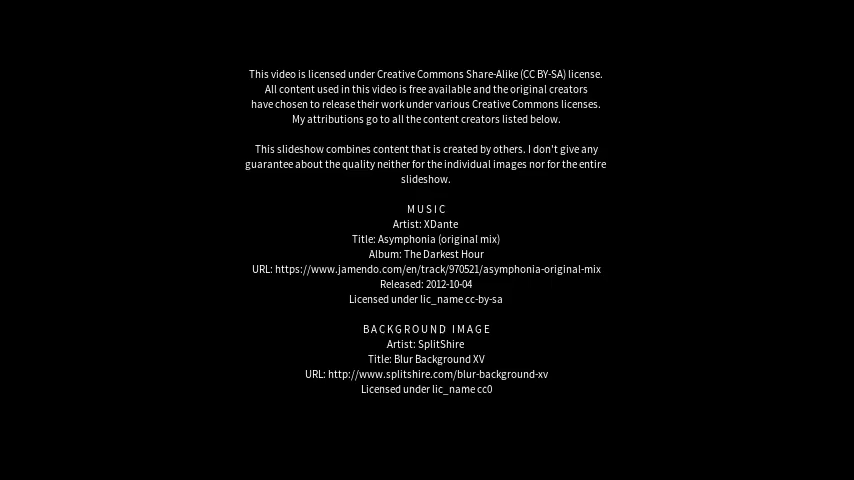 This video is licensed under Creative Commons Share-Alike (CC BY-SA) license.
All content used in this video is free available and the original creators
have chosen to release their work under various Creative Commons licenses.
My attributions go to all the content creators listed below.
This slideshow combines content that is created by others. I don't give any
guarantee about the quality neither for the individual images nor for the entire
slideshow.
MUSIC
Artist: XDante
Title: Asymphonia (original mix)
Album: The Darkest Hour
URL: https://www.jamendo.com/en/track/970521/asymphonia-original-mix
Released: 2012-10-04
Licensed under lic_name cc-by-sa
BACKGROUND IMAGE
Artist: SplitShire
Title: Blur Background XV
URL: http://www.splitshire.com/blur-background-xv
Licensed under lic_name cc0